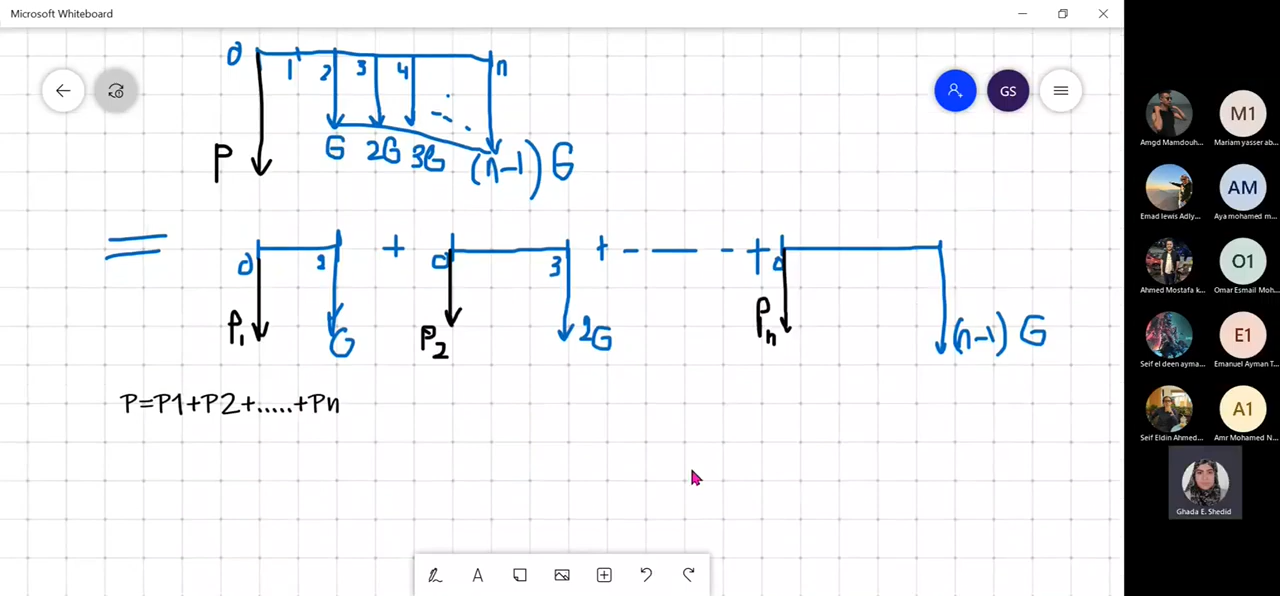 Microsoft Whiteboard
0 1 2 3 4 n
P G 2G 3G (n-1) G
GS
= 0 2 + 0 3 + - - - + 0
P1 G P2 2G Pn (n-1) G
P=P1+P2+.....+Pn
A
M1
Amgd Mamdouh... Mariam yasser ab...
AM
Emad lewis Adly... Aya mohamed m...
O1
Ahmed Mostafa k... Omar Esmail Moh...
E1
Seif el deen ayma... Emanuel Ayman T...
A1
Seif Eldin Ahmed... Amr Mohamed N...
Ghada E. Shedid